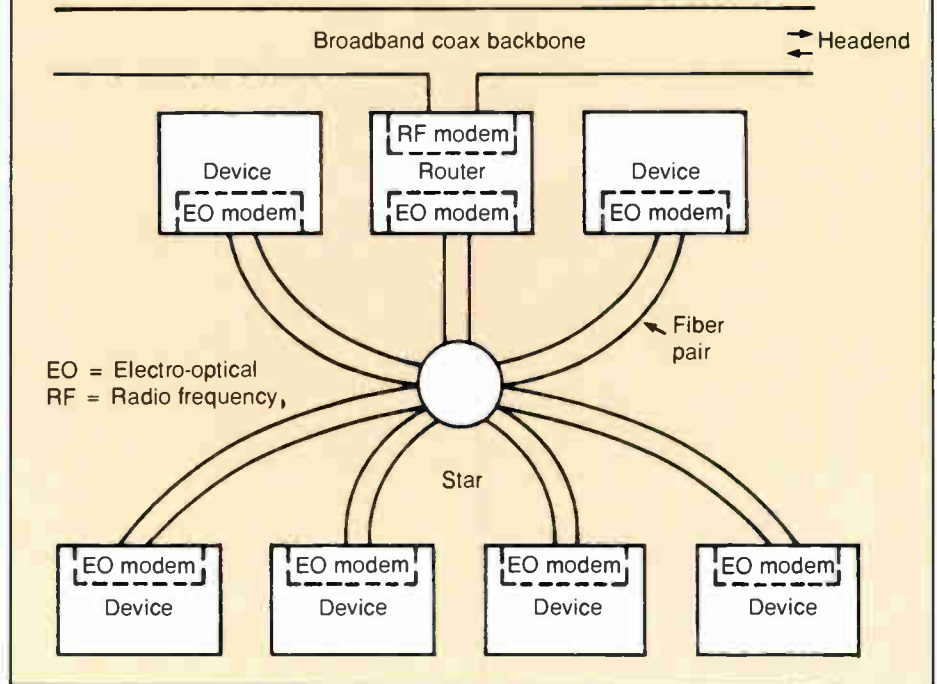 Broadband coax backbone
Headend
RF modem
Device
Router
Device
EO modem
EO modem
EO modem
Fiber
pair
EO = Electro-optical
RF = Radio frequency,
Star
EO modem
EO modem
EO modem
EO modem
Device
Device
Device
Device